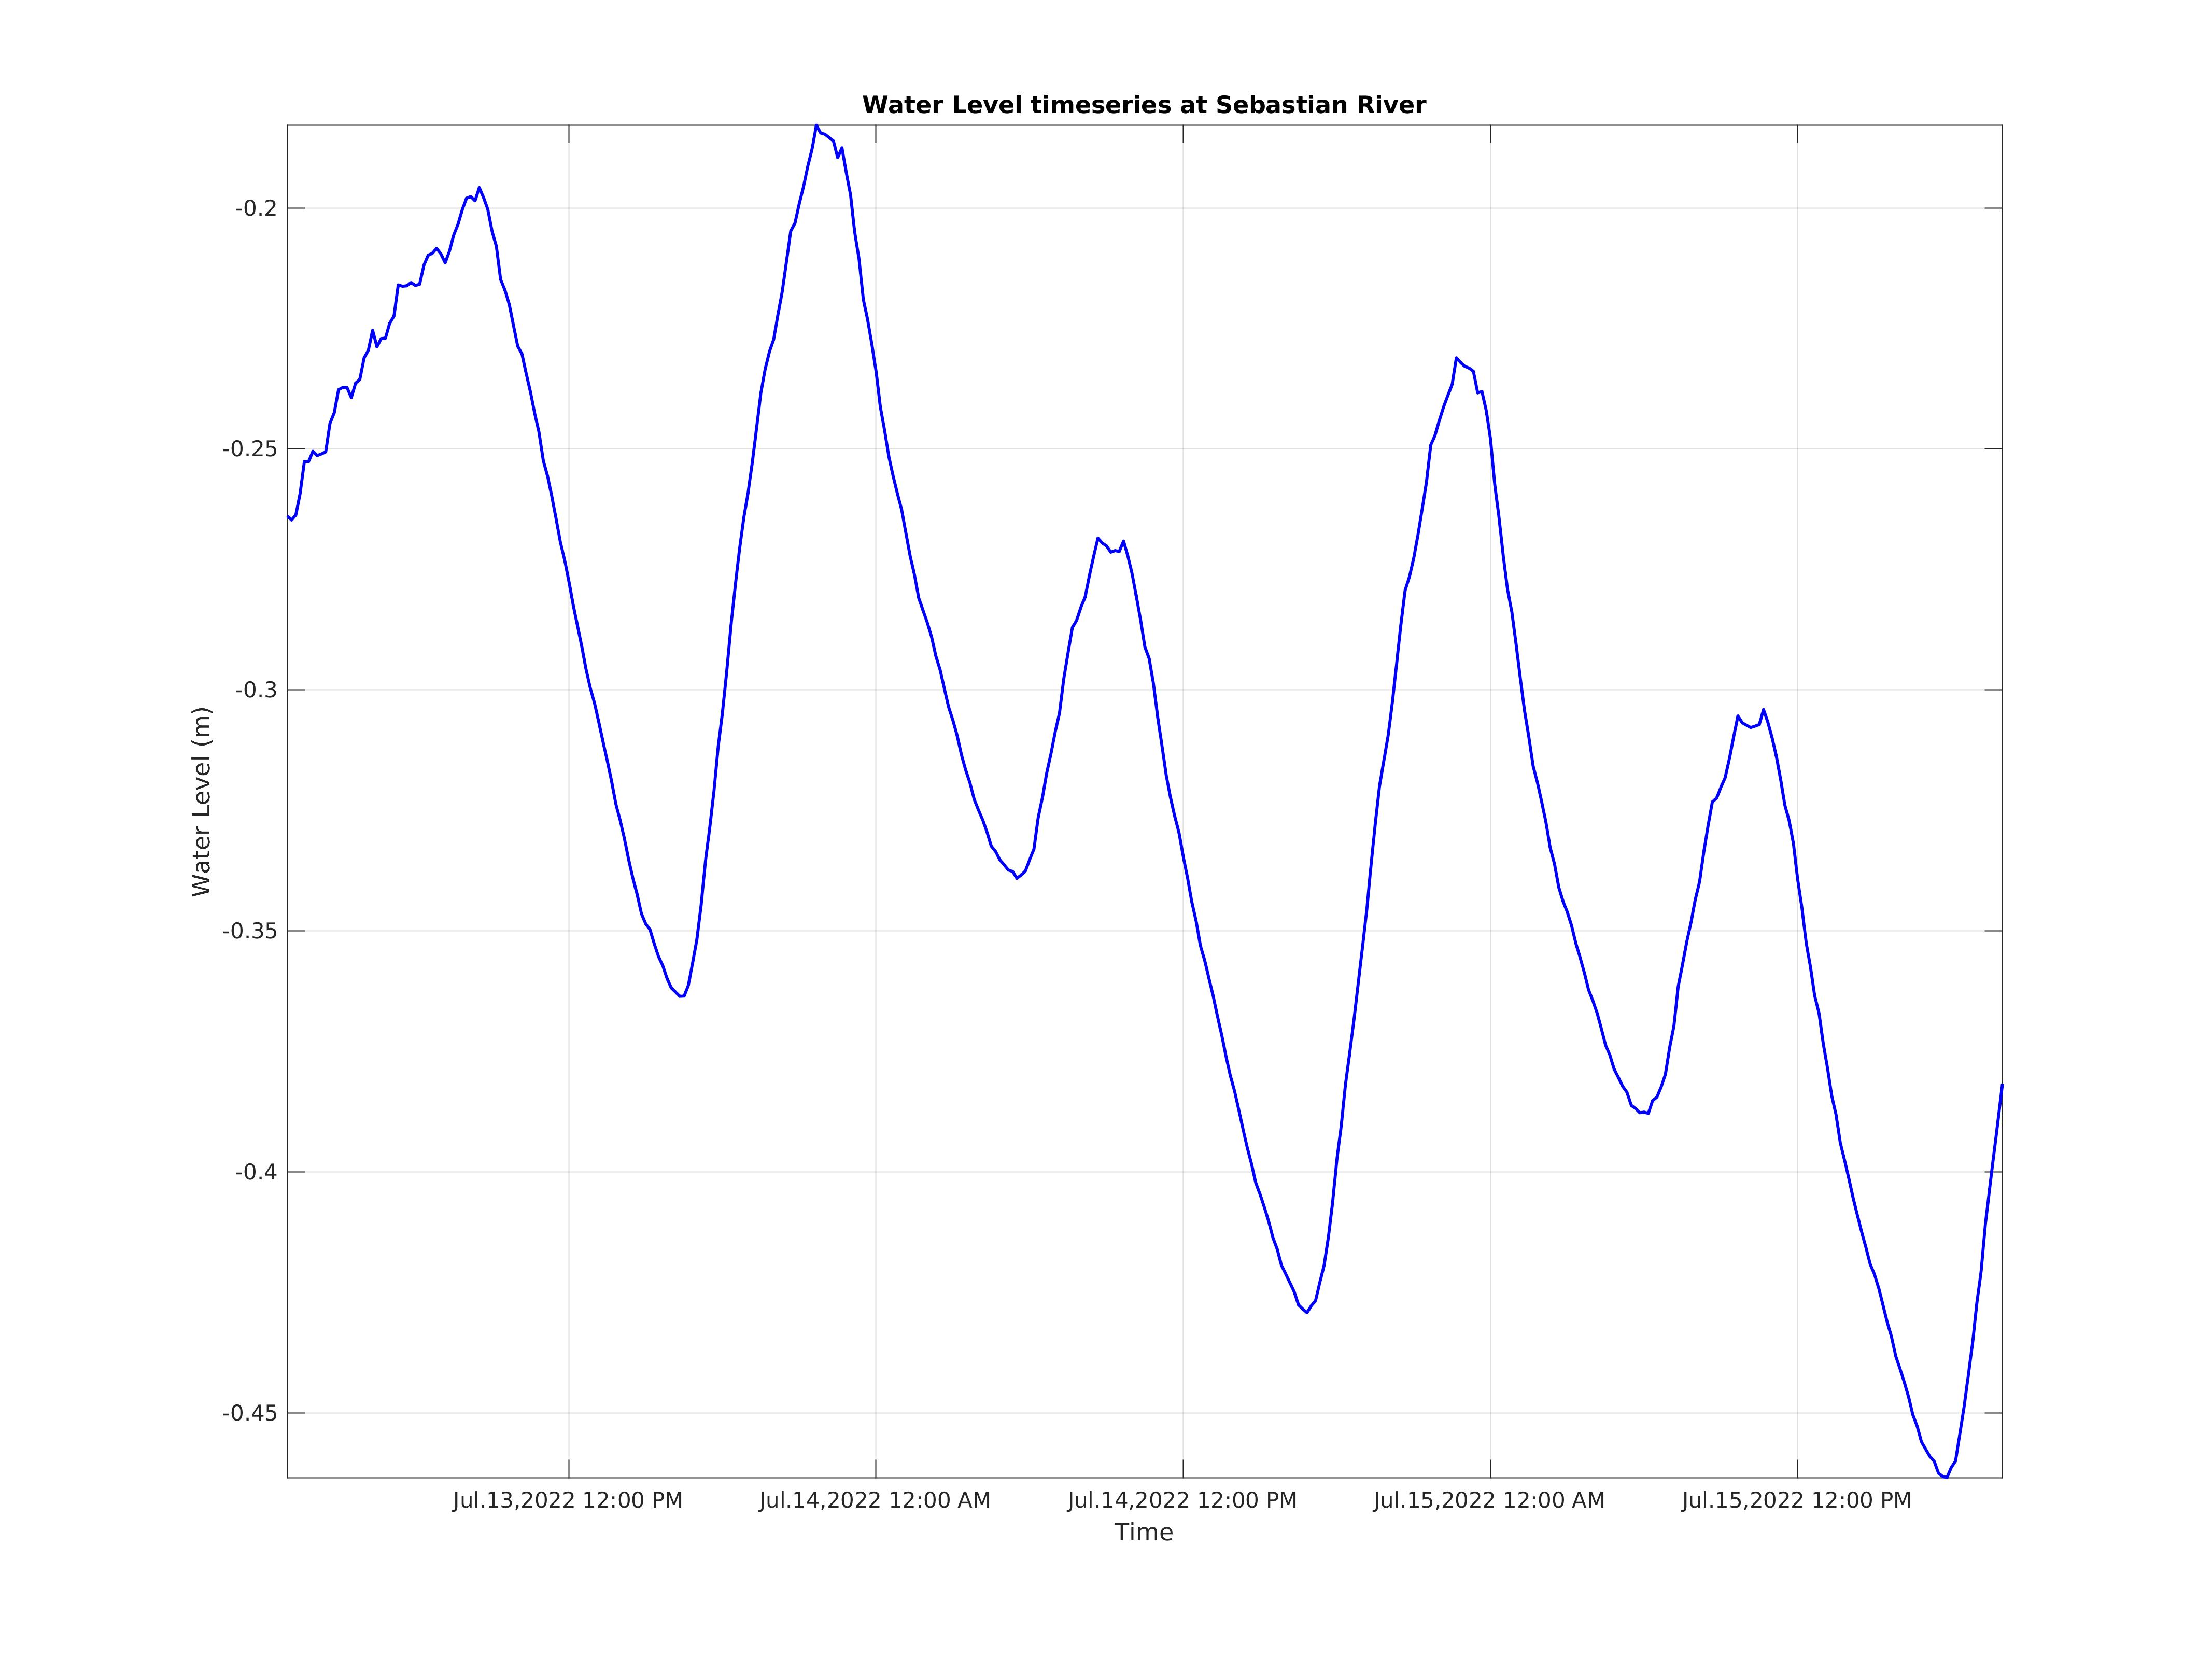 Water Level timeseries at Sebastian River
-0.2
-0.25
-0.3
-0.35
-0.4
-0.45
Water Level (m)
Jul.13,2022 12:00 PM
Jul.14,2022 12:00 AM
Jul.14,2022 12:00 PM
Jul.15,2022 12:00 AM
Jul.15,2022 12:00 PM
Time